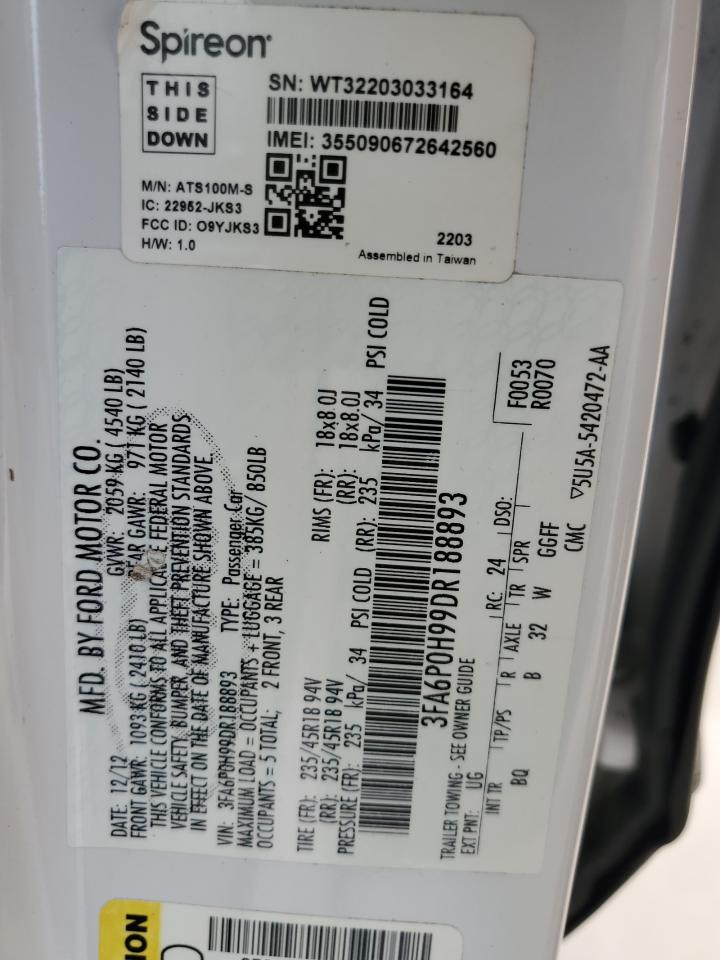 Spireon
THIS
SIDE
DOWN
SN: WT32203033164
IMEI: 355090672642560
M/N: ATS100M-S
IC: 22952-JKS3
FCC ID: O9YJKS3
H/W: 1.0
2203
Assembled in Taiwan
MFD. BY FORD MOTOR CO.
DATE: 12/12 GVWR: 2059 KG ( 4540 LB)
FRONT GAWR: 1093 KG ( 2410 LB) REAR GAWR: 971 KG ( 2140 LB)
THIS VEHICLE CONFORMS TO ALL APPLICABLE FEDERAL MOTOR
VEHICLE SAFETY, BUMPER, AND THEFT PREVENTION STANDARDS
IN EFFECT ON THE DATE OF MANUFACTURE SHOWN ABOVE.
VIN: 3FA6P0H99DR188893 TYPE: Passenger Car
MAXIMUM LOAD = OCCUPANTS + LUGGAGE = 385KG/ 850LB
OCCUPANTS = 5 TOTAL; 2 FRONT, 3 REAR
TIRE (FR): 235/45R18 94V RIMS (FR): 18x8.0J
(RR): 235/45R18 94V (RR): 18x8.0J
PRESSURE (FR): 235 kPa/ 34 PSI COLD (RR): 235 kPa/ 34 PSI COLD
3FA6P0H99DR188893
TRAILER TOWING - SEE OWNER GUIDE
EXT PNT: UG RC: 24 DSO: F0053
R0070
INT TR TP/PS R AXLE TR SPR
BQ B 32 W GGFF
CMC
▽5U5A-5420472-AA